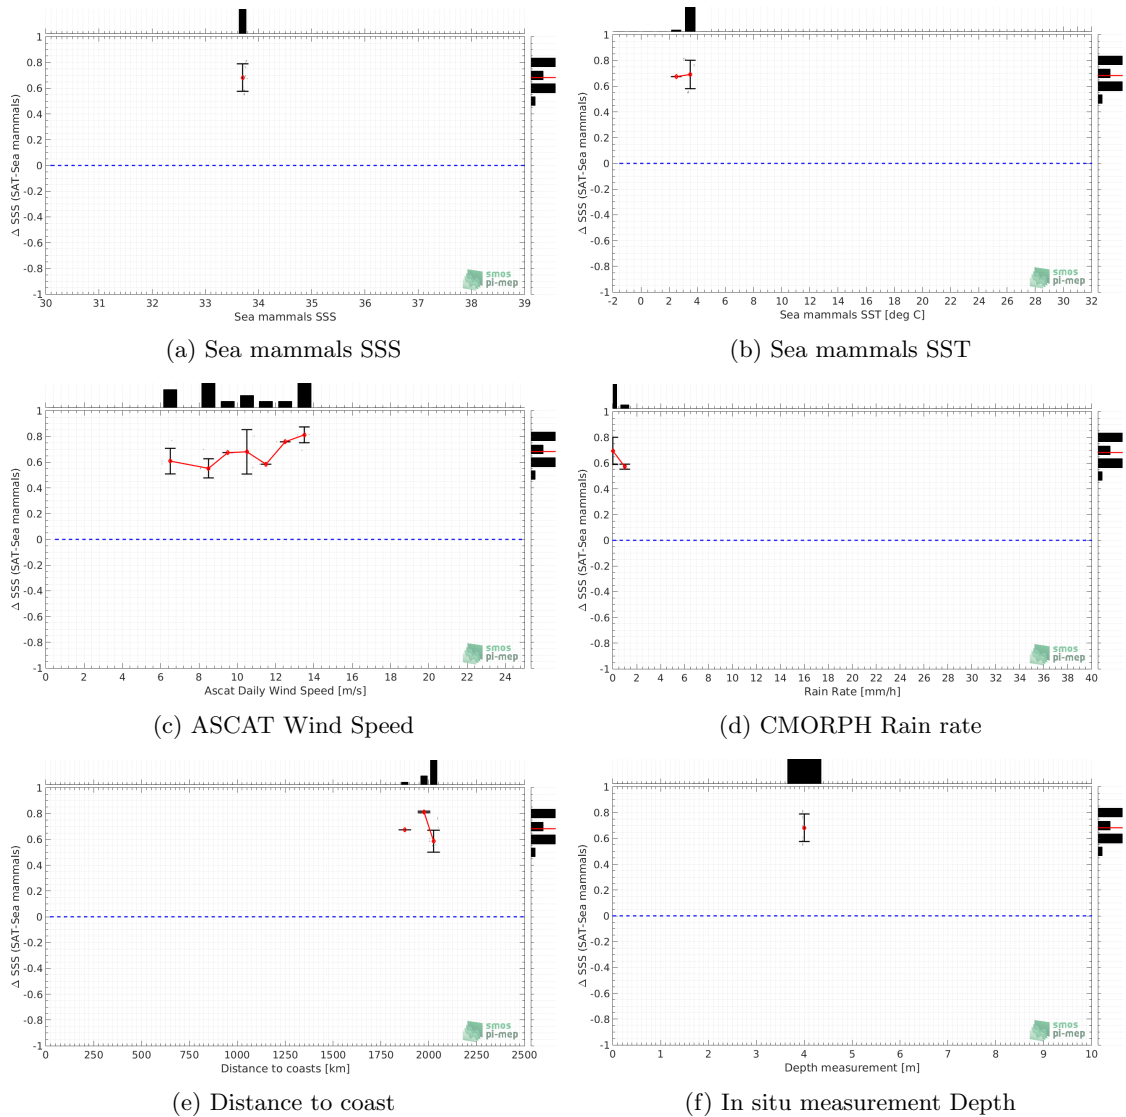 1
0.8
0.6
0.4
0.2
0
-0.2
-0.4
-0.6
-0.8
-1
Δ SSS (SAT-Sea mammals)
30 31 32 33 34 35 36 37 38 39
Sea mammals SSS
smos
pi-mep
(a) Sea mammals SSS
1
0.8
0.6
0.4
0.2
0
-0.2
-0.4
-0.6
-0.8
-1
Δ SSS (SAT-Sea mammals)
-2 0 2 4 6 8 10 12 14 16 18 20 22 24 26 28 30 32
Sea mammals SST [deg C]
smos
pi-mep
(b) Sea mammals SST
1
0.8
0.6
0.4
0.2
0
-0.2
-0.4
-0.6
-0.8
-1
Δ SSS (SAT-Sea mammals)
0 2 4 6 8 10 12 14 16 18 20 22 24
Ascat Daily Wind Speed [m/s]
smos
pi-mep
(c) ASCAT Wind Speed
1
0.8
0.6
0.4
0.2
0
-0.2
-0.4
-0.6
-0.8
-1
Δ SSS (SAT-Sea mammals)
0 2 4 6 8 10 12 14 16 18 20 22 24 26 28 30 32 34 36 38 40
Rain Rate [mm/h]
smos
pi-mep
(d) CMORPH Rain rate
1
0.8
0.6
0.4
0.2
0
-0.2
-0.4
-0.6
-0.8
-1
Δ SSS (SAT-Sea mammals)
0 250 500 750 1000 1250 1500 1750 2000 2250 2500
Distance to coasts [km]
smos
pi-mep
(e) Distance to coast
1
0.8
0.6
0.4
0.2
0
-0.2
-0.4
-0.6
-0.8
-1
Δ SSS (SAT-Sea mammals)
0 1 2 3 4 5 6 7 8 9 10
Depth measurement [m]
smos
pi-mep
(f) In situ measurement Depth